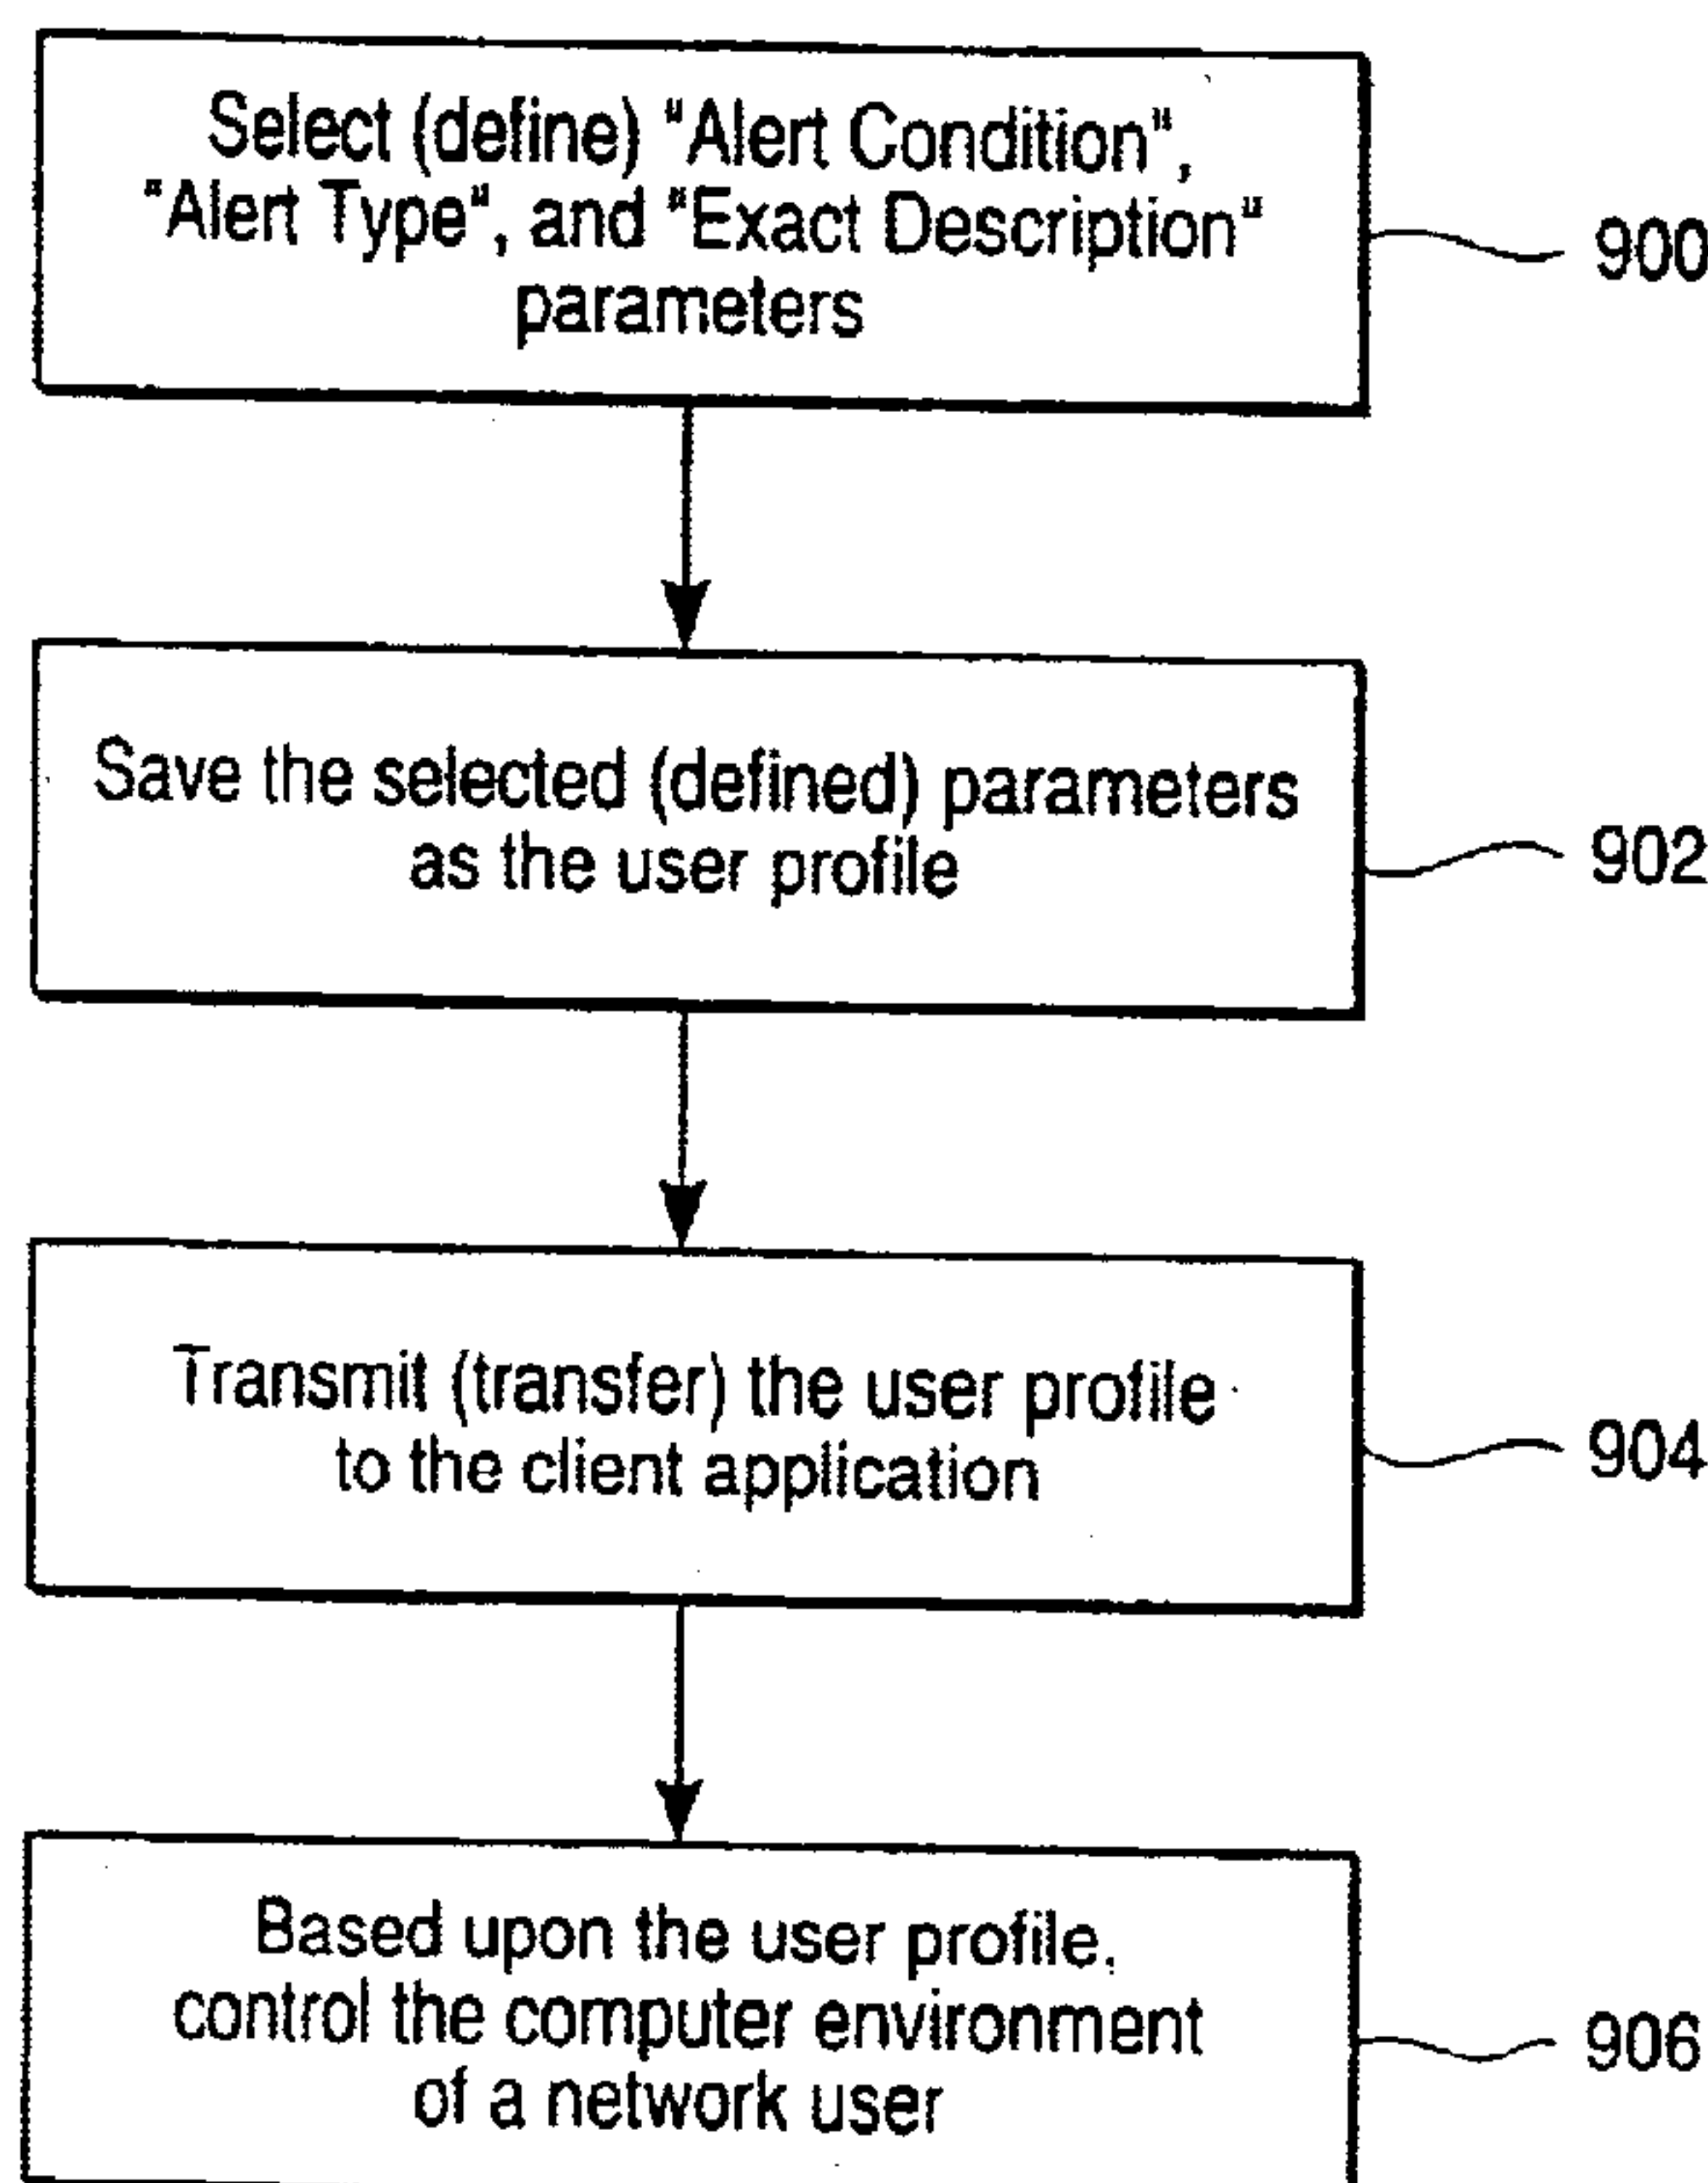 Select (define) "Alert Condition",
"Alert Type", and "Exact Description"
parameters
900
Save the selected (defined) parameters
as the user profile
902
Transmit (transfer) the user profile
to the client application
904
Based upon the user profile,
control the computer environment
of a network user
906